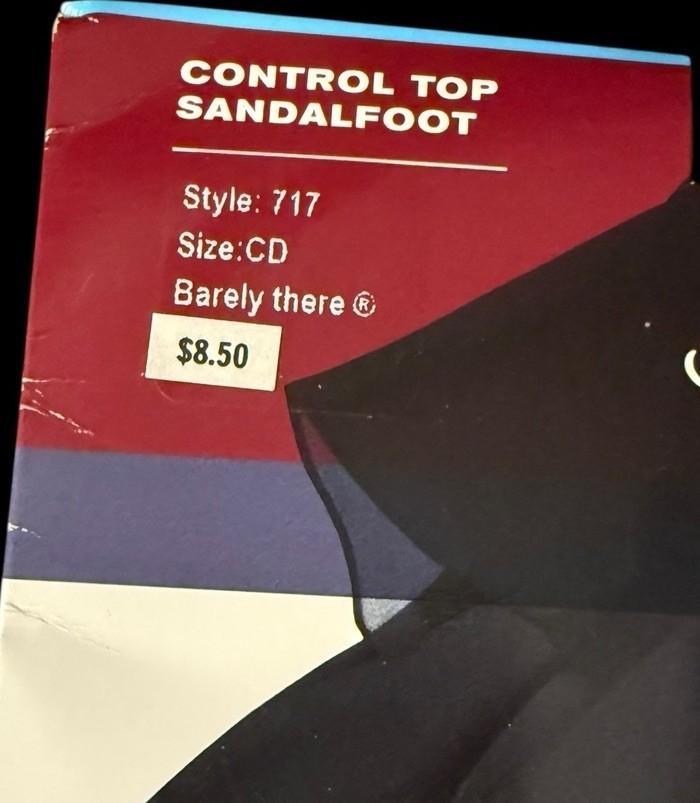 CONTROL TOP
SANDALFOOT
Style: 717
Size:CD
Barely there ®
$8.50